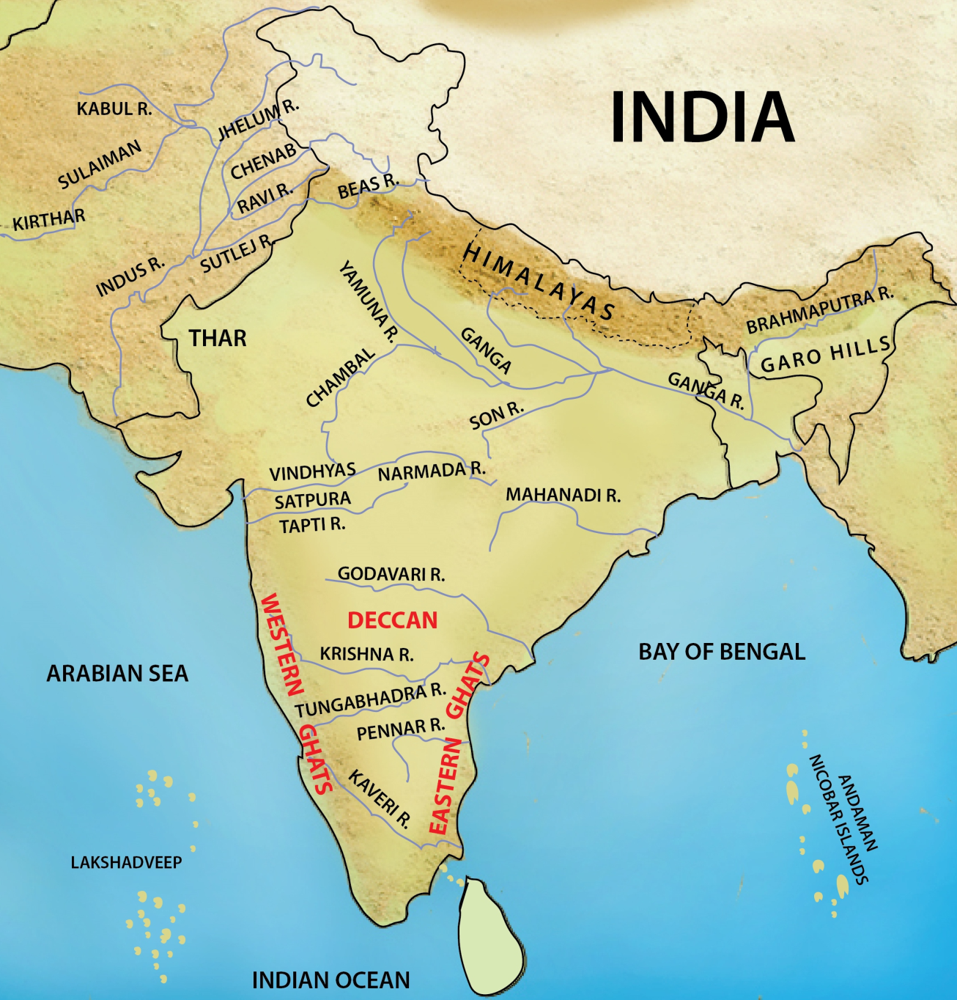 INDIA
KABUL R.
JHELUM R.
SULAIMAN
CHENAB
KIRTHAR
RAVI R.
BEAS R.
SUTLEJ R.
INDUS R.
HIMALAYAS
YAMUNA R.
BRAHMAPUTRA R.
THAR
GANGA
GARO HILLS
CHAMBAL
GANGA R.
SON R.
VINDHYAS
NARMADA R.
SATPURA
MAHANADI R.
TAPTI R.
GODAVARI R.
DECCAN
WESTERN GHATS
KRISHNA R.
BAY OF BENGAL
ARABIAN SEA
TUNGABHADRA R.
EASTERN GHATS
PENNAR R.
KAVERI R.
ANDAMAN
NICOBAR ISLANDS
LAKSHADVEEP
INDIAN OCEAN